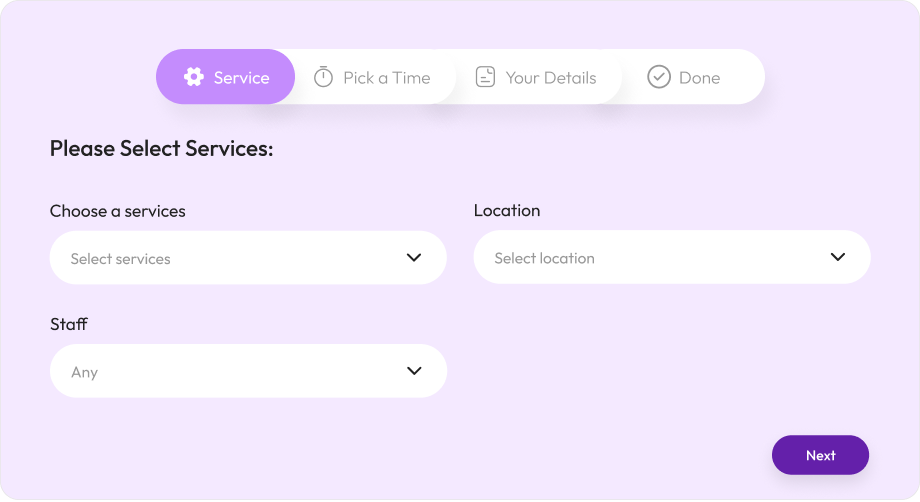 Service
Pick a Time
Your Details
Done
Please Select Services:
Choose a services
Location
Select services
Select location
Staff
Any
Next